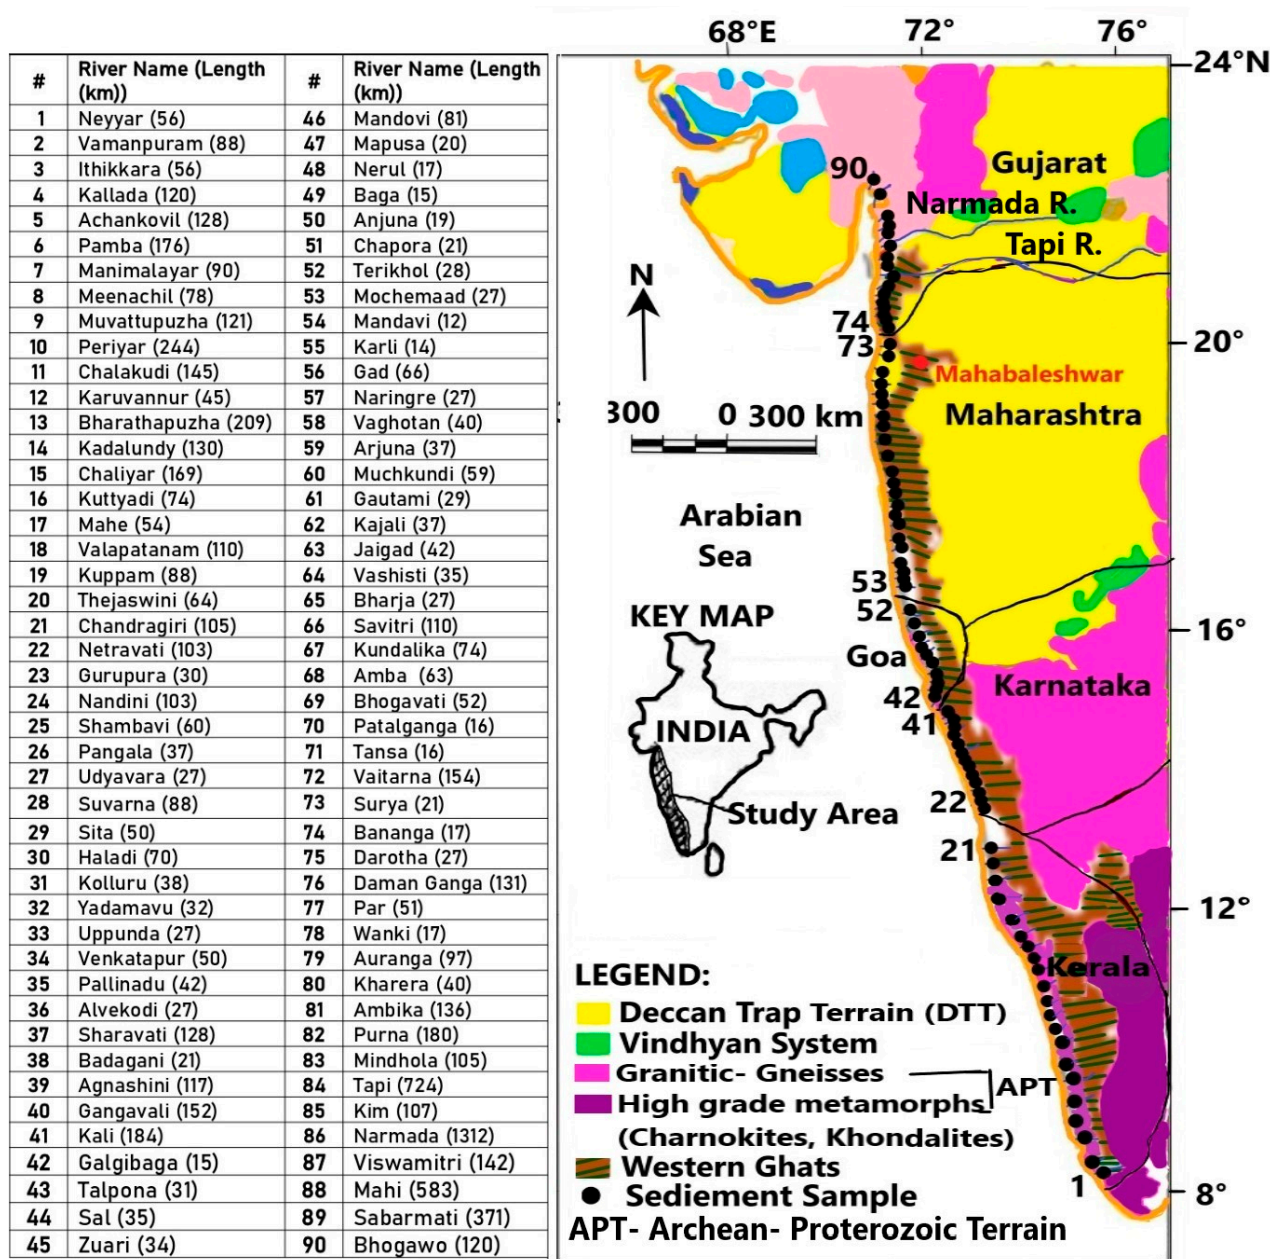 # River Name (Length (km)) # River Name (Length (km))
1 Neyyar (56) 46 Mandovi (81)
2 Vamanpuram (88) 47 Mapusa (20)
3 Ithikkara (56) 48 Nerul (17)
4 Kallada (120) 49 Baga (15)
5 Achankovil (128) 50 Anjuna (19)
6 Pamba (176) 51 Chapora (21)
7 Manimalayar (90) 52 Terikhol (28)
8 Meenachil (78) 53 Mochemaad (27)
9 Muvattupuzha (121) 54 Mandavi (12)
10 Periyar (244) 55 Karli (14)
11 Chalakudi (145) 56 Gad (66)
12 Karuvannur (45) 57 Naringre (27)
13 Bharathapuzha (209) 58 Vaghotan (40)
14 Kadalundy (130) 59 Arjuna (37)
15 Chaliyar (169) 60 Muchkundi (59)
16 Kuttyadi (74) 61 Gautami (29)
17 Mahe (54) 62 Kajali (37)
18 Valapatanam (110) 63 Jaigad (42)
19 Kuppam (88) 64 Vashisti (35)
20 Thejaswini (64) 65 Bharja (27)
21 Chandragiri (105) 66 Savitri (110)
22 Netravati (103) 67 Kundalika (74)
23 Gurupura (30) 68 Amba (63)
24 Nandini (103) 69 Bhogavati (52)
25 Shambavi (60) 70 Patalganga (16)
26 Pangala (37) 71 Tansa (16)
27 Udyavara (27) 72 Vaitarna (154)
28 Suvarna (88) 73 Surya (21)
29 Sita (50) 74 Bananga (17)
30 Haladi (70) 75 Darotha (27)
31 Kolluru (38) 76 Daman Ganga (131)
32 Yadamavu (32) 77 Par (51)
33 Uppunda (27) 78 Wanki (17)
34 Venkatapur (50) 79 Auranga (97)
35 Pallinadu (42) 80 Kharera (40)
36 Alvekodi (27) 81 Ambika (136)
37 Sharavati (128) 82 Purna (180)
38 Badagani (21) 83 Mindhola (105)
39 Agnashini (117) 84 Tapi (724)
40 Gangavali (152) 85 Kim (107)
41 Kali (184) 86 Narmada (1312)
42 Galgibaga (15) 87 Viswamitri (142)
43 Talpona (31) 88 Mahi (583)
44 Sal (35) 89 Sabarmati (371)
45 Zuari (34) 90 Bhogawo (120)
68°E 72° 76°
24°N
90
Gujarat
Narmada R.
Tapi R.
N
74
73
20°
Mahabaleshwar
300 0 300 km
Maharashtra
Arabian
Sea
53
52
KEY MAP
16°
Goa
42
Karnataka
41
INDIA
22
Study Area
21
12°
Kerala
LEGEND:
Deccan Trap Terrain (DTT)
Vindhyan System
Granitic- Gneisses
APT
High grade metamorphs
(Charnokites, Khondalites)
Western Ghats
1
8°
Sediement Sample
APT- Archean- Proterozoic Terrain